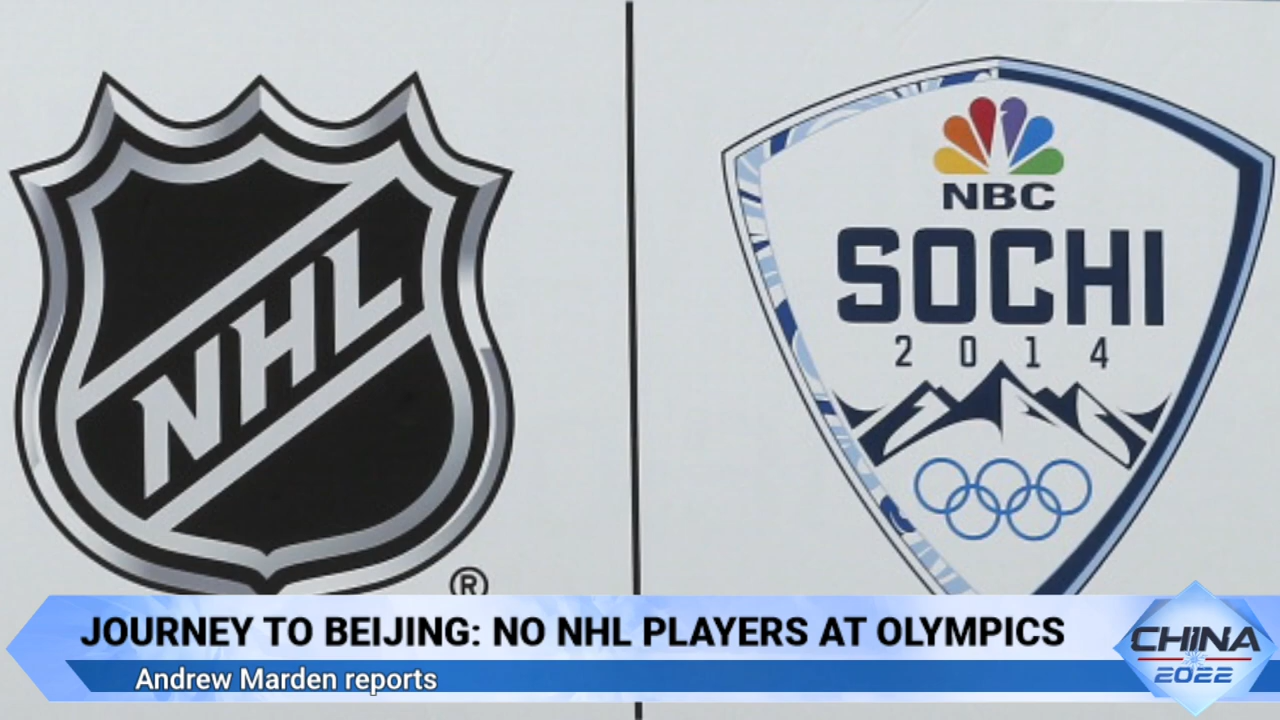 NHL
®
NBC
SOCHI
2014
JOURNEY TO BEIJING: NO NHL PLAYERS AT OLYMPICS
Andrew Marden reports
CHINA
2022